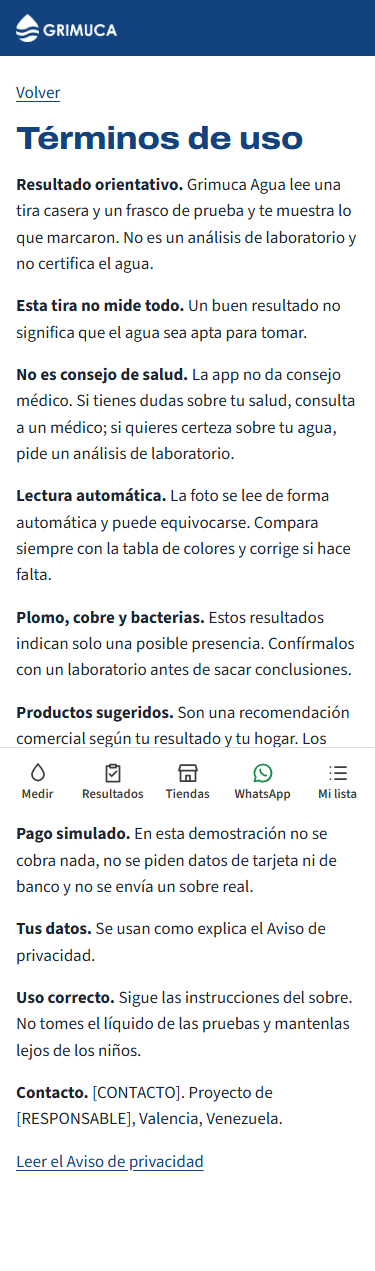 GRIMUCA
Volver
Términos de uso
Resultado orientativo. Grimuca Agua lee una
tira casera y un frasco de prueba y te muestra lo
que marcaron. No es un análisis de laboratorio y
no certifica el agua.
Esta tira no mide todo. Un buen resultado no
significa que el agua sea apta para tomar.
No es consejo de salud. La app no da consejo
médico. Si tienes dudas sobre tu salud, consulta
a un médico; si quieres certeza sobre tu agua,
pide un análisis de laboratorio.
Lectura automática. La foto se lee de forma
automática y puede equivocarse. Compara
siempre con la tabla de colores y corrige si hace
falta.
Plomo, cobre y bacterias. Estos resultados
indican solo una posible presencia. Confírmalos
con un laboratorio antes de sacar conclusiones.
Productos sugeridos. Son una recomendación
comercial según tu resultado y tu hogar. Los
Medir Resultados Tiendas WhatsApp Mi lista
Pago simulado. En esta demostración no se
cobra nada, no se piden datos de tarjeta ni de
banco y no se envía un sobre real.
Tus datos. Se usan como explica el Aviso de
privacidad.
Uso correcto. Sigue las instrucciones del sobre.
No tomes el líquido de las pruebas y mantenlas
lejos de los niños.
Contacto. [CONTACTO]. Proyecto de
[RESPONSABLE], Valencia, Venezuela.
Leer el Aviso de privacidad